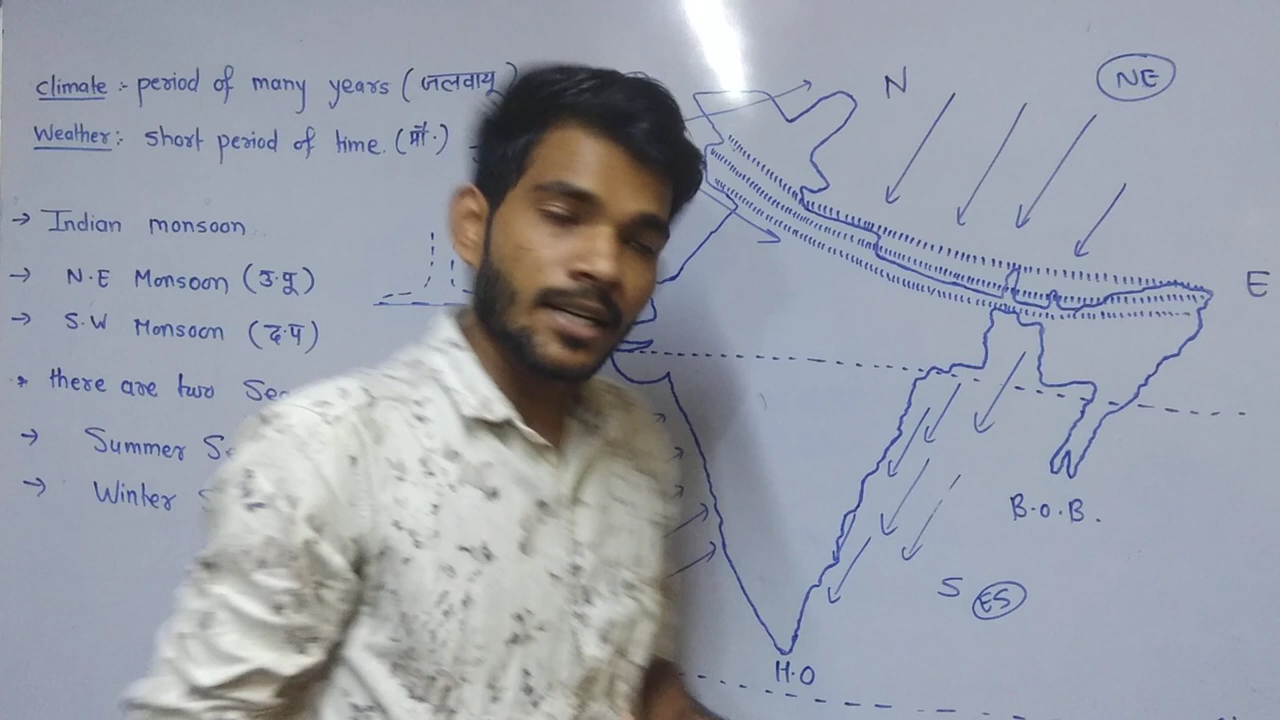 climate :- period of many years (जलवायू)
Weather :- short period of time. (मौ.)
→ Indian monsoon
→ N.E Monsoon (उ.पू)
→ S.W Monsoon (द.प)
* there are two
→ Summer
→ Winter
N
NE
E
B.O.B.
S
ES
H.O